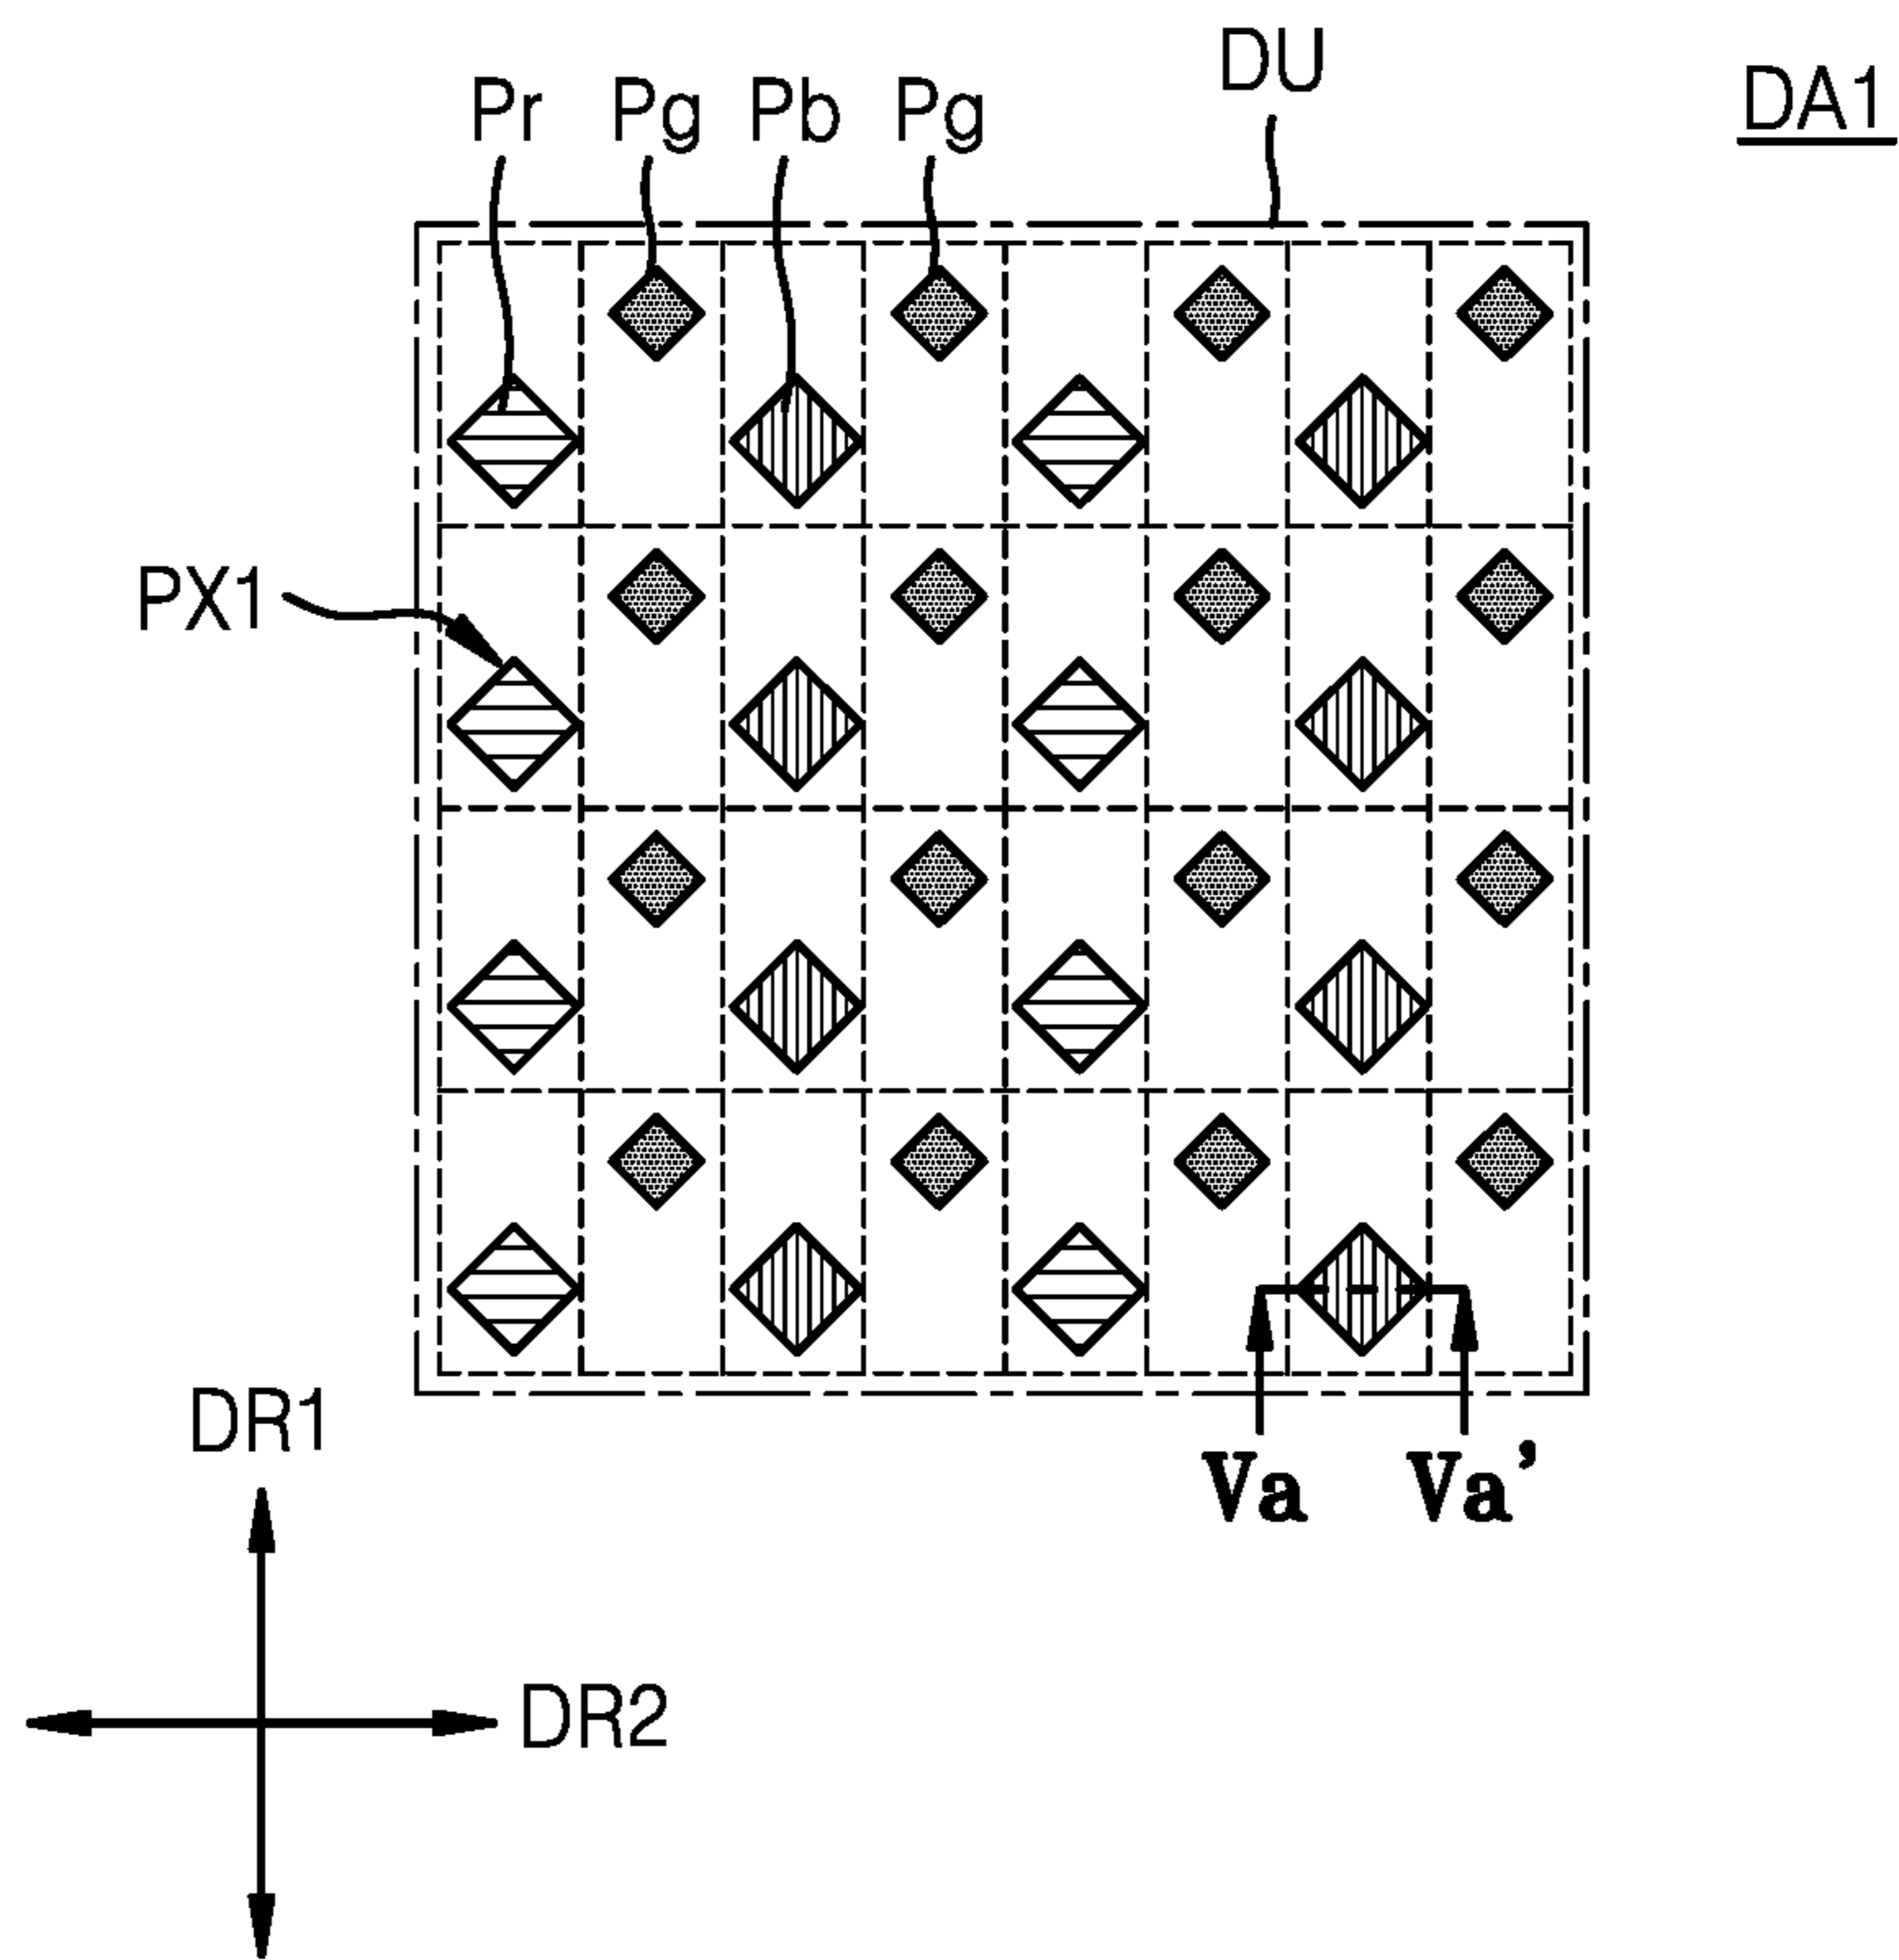 DU
DA1
Pr Pg Pb Pg
PX1
DR1
Va Va’
DR2